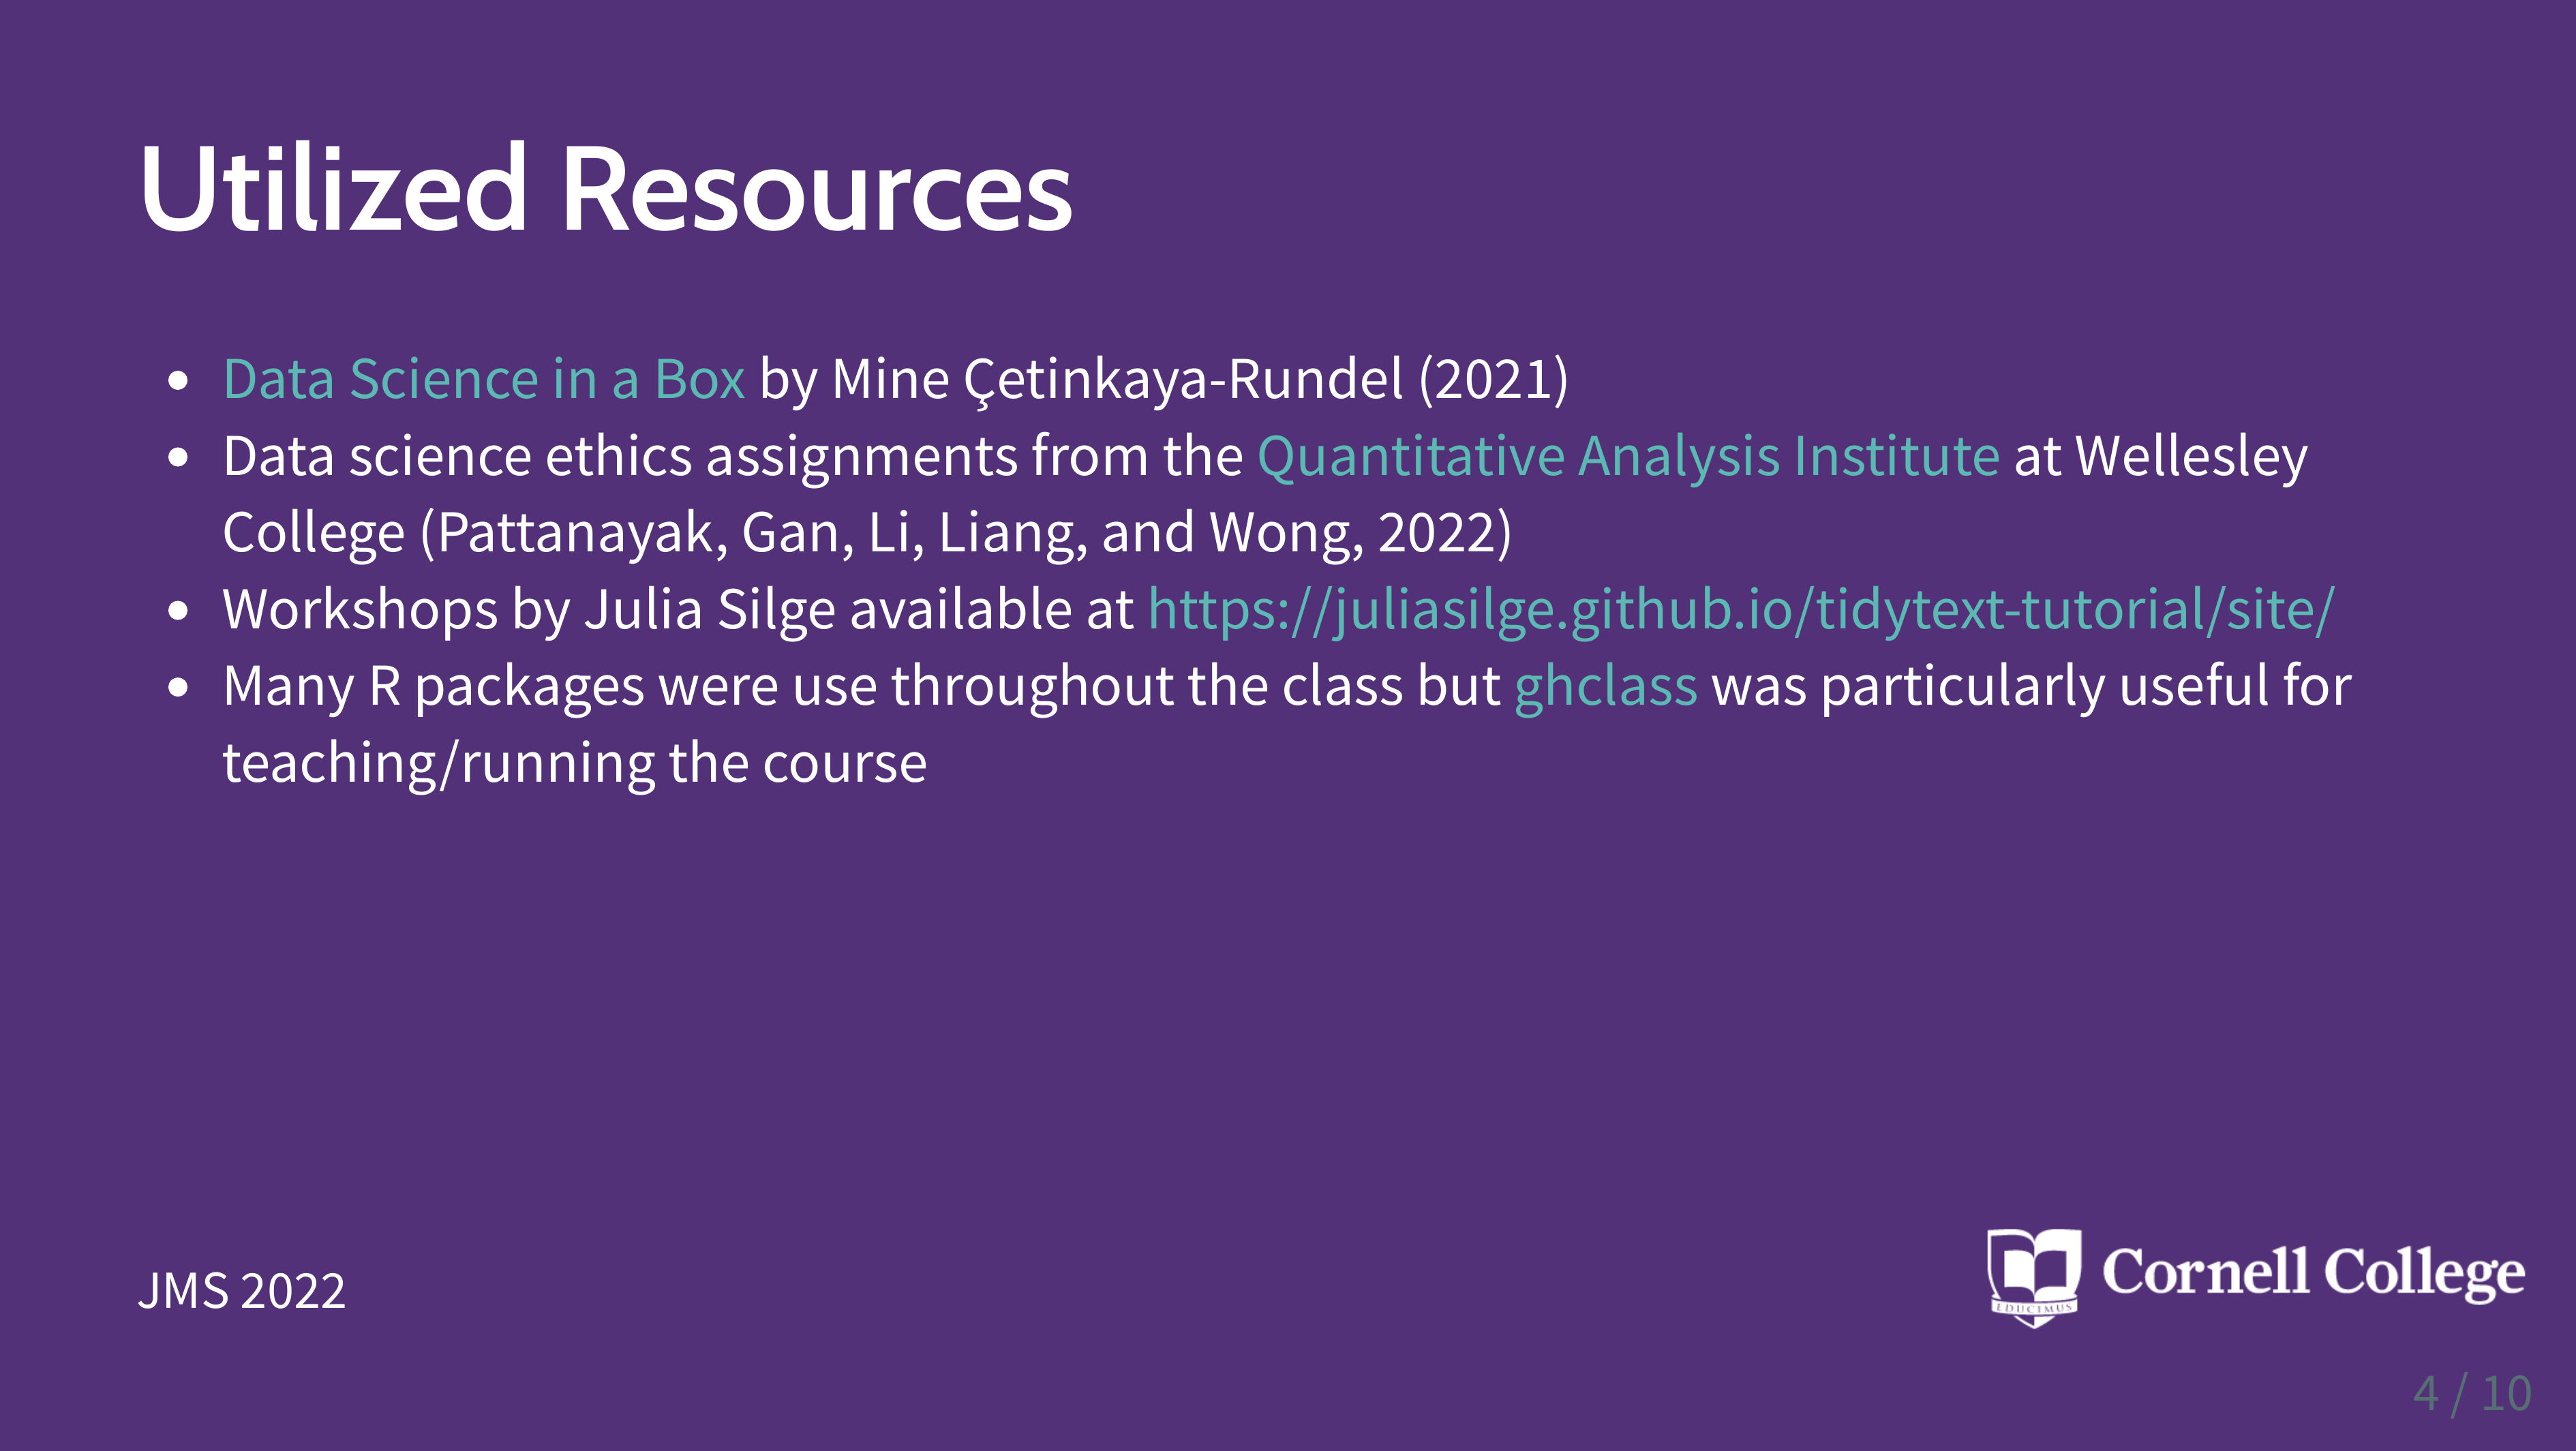 Utilized Resources
• Data Science in a Box by Mine Çetinkaya-Rundel (2021)
• Data science ethics assignments from the Quantitative Analysis Institute at Wellesley
College (Pattanayak, Gan, Li, Liang, and Wong, 2022)
• Workshops by Julia Silge available at https://juliasilge.github.io/tidytext-tutorial/site/
• Many R packages were use throughout the class but ghclass was particularly useful for
teaching/running the course
JMS 2022
EDUCIMUS
Cornell College
4 / 10